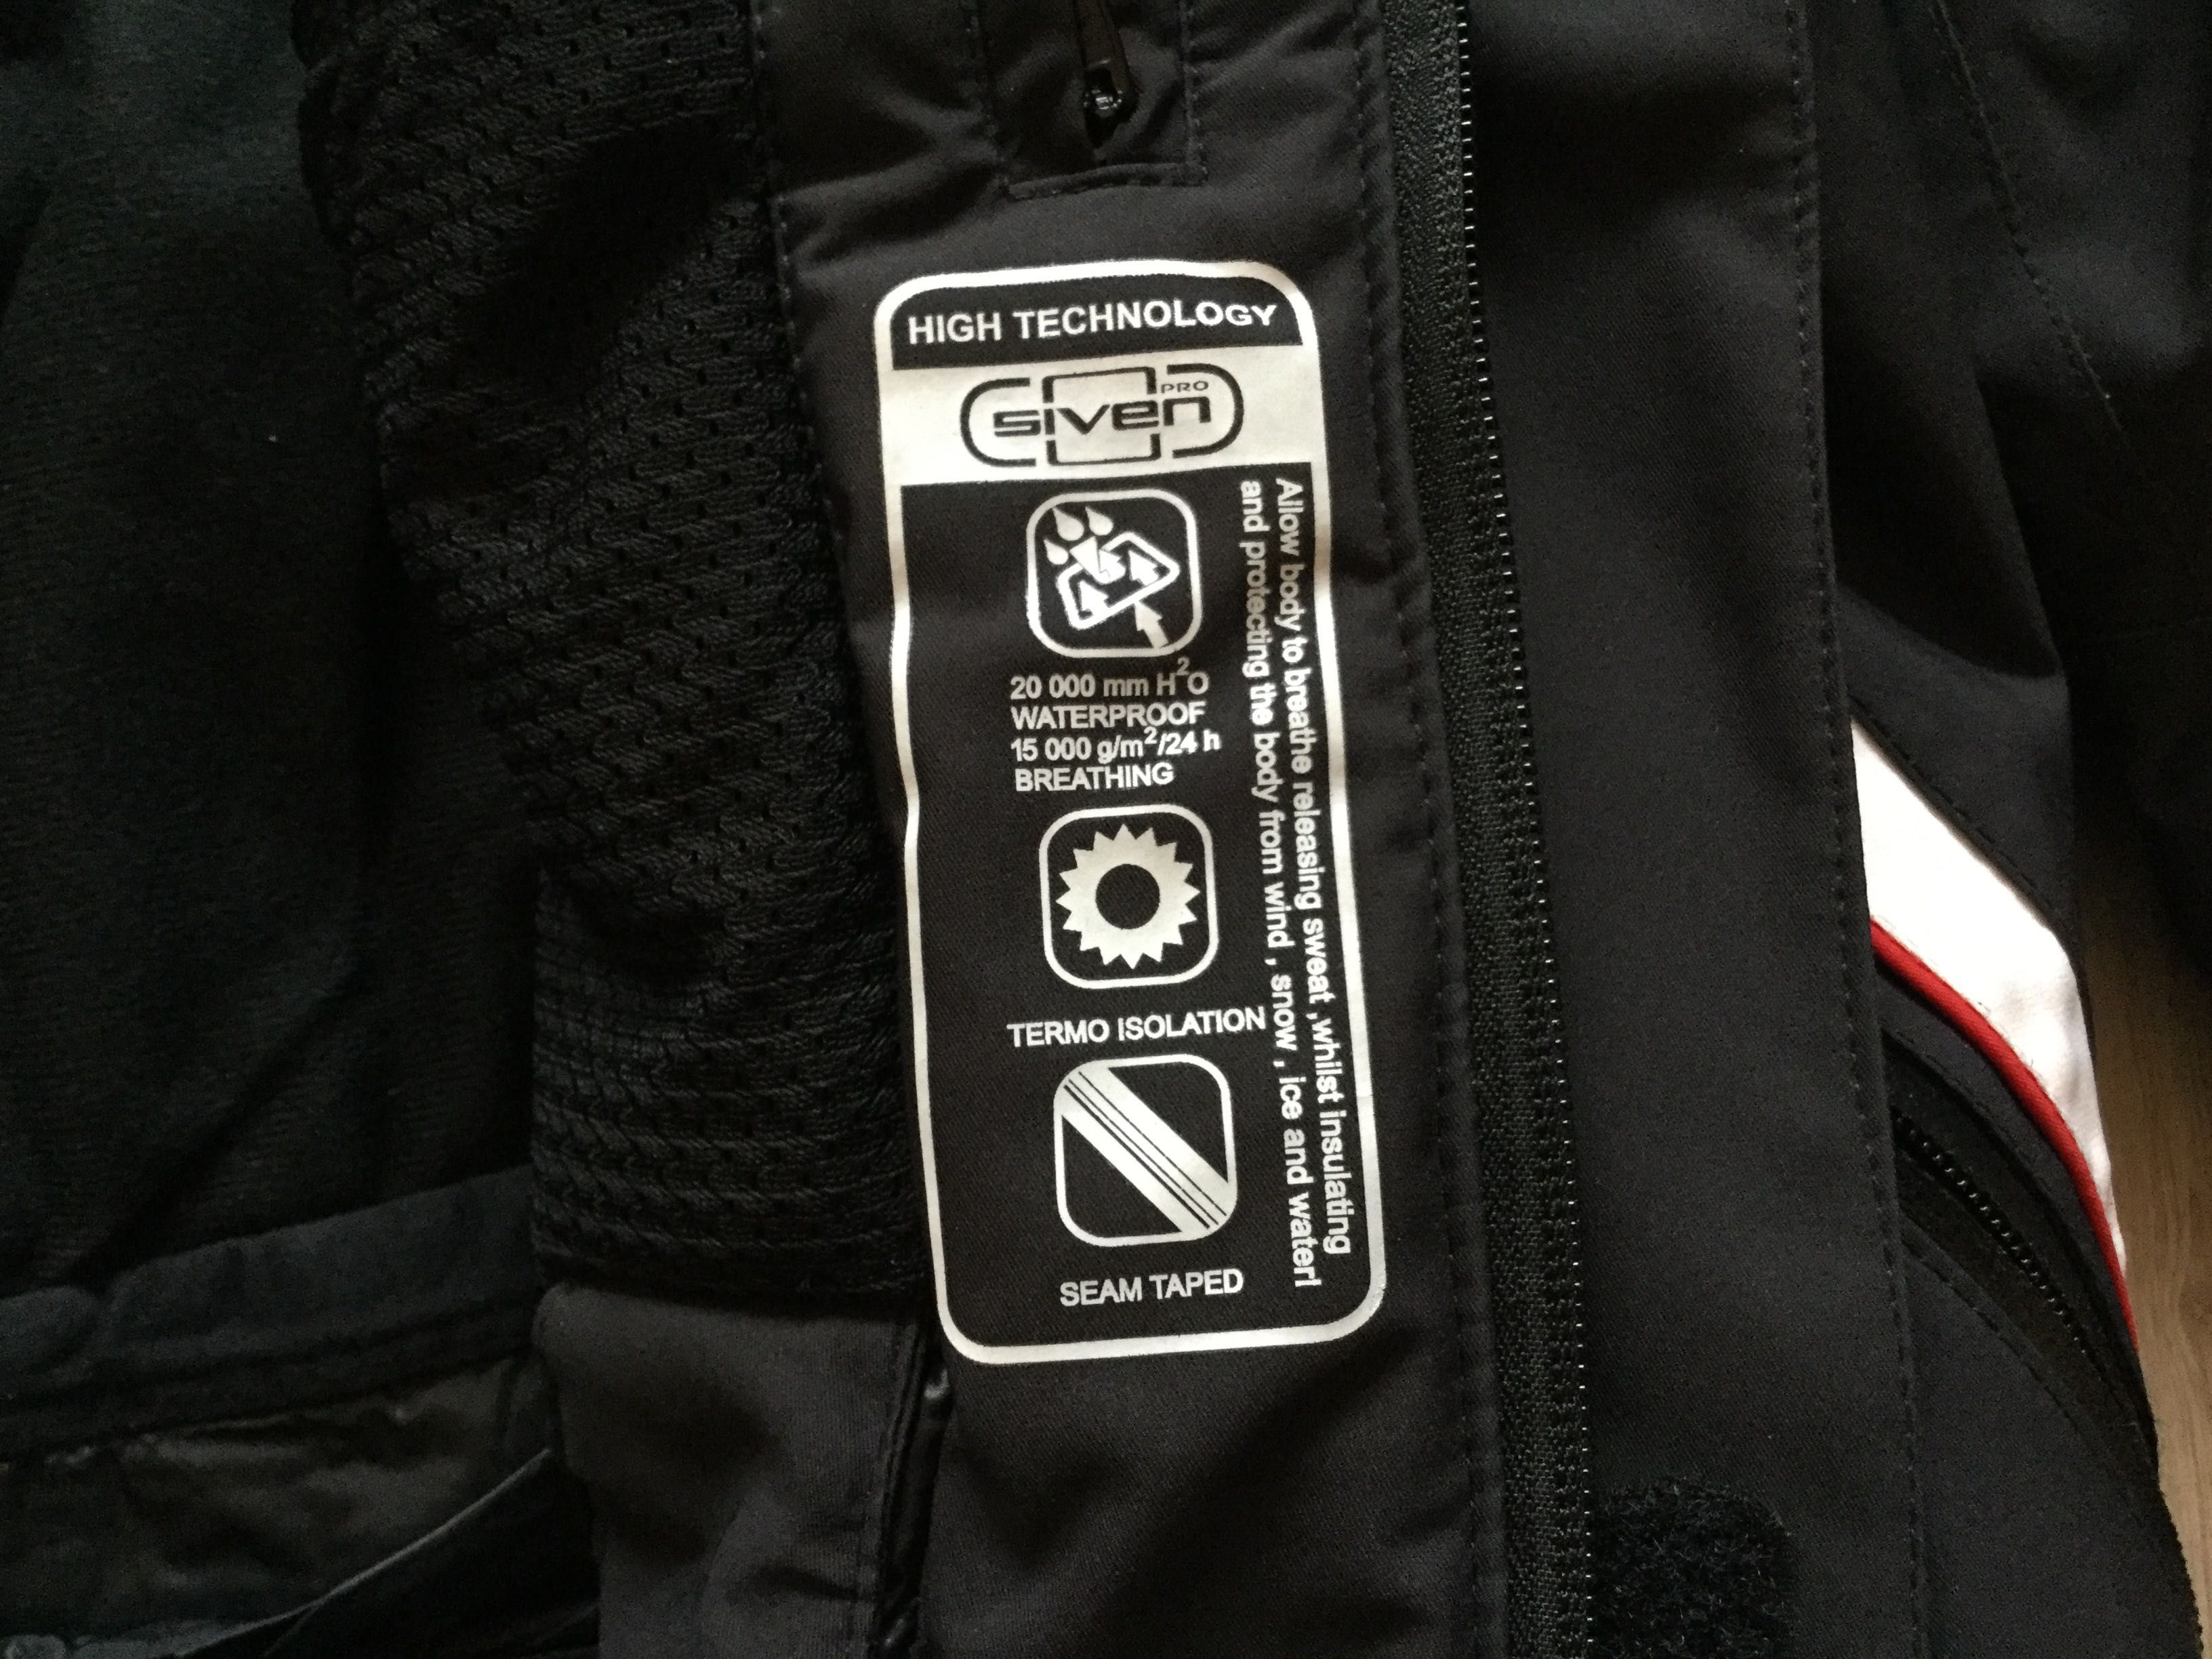 HIGH TECHNOLOGY
siven PRO
20 000 mm H²O
WATERPROOF
15 000 g/m²/24 h
BREATHING
TERMO ISOLATION
SEAM TAPED
Allow body to breathe releasing sweat ,whilst insulating
and protecting the body from wind , snow , ice and water!